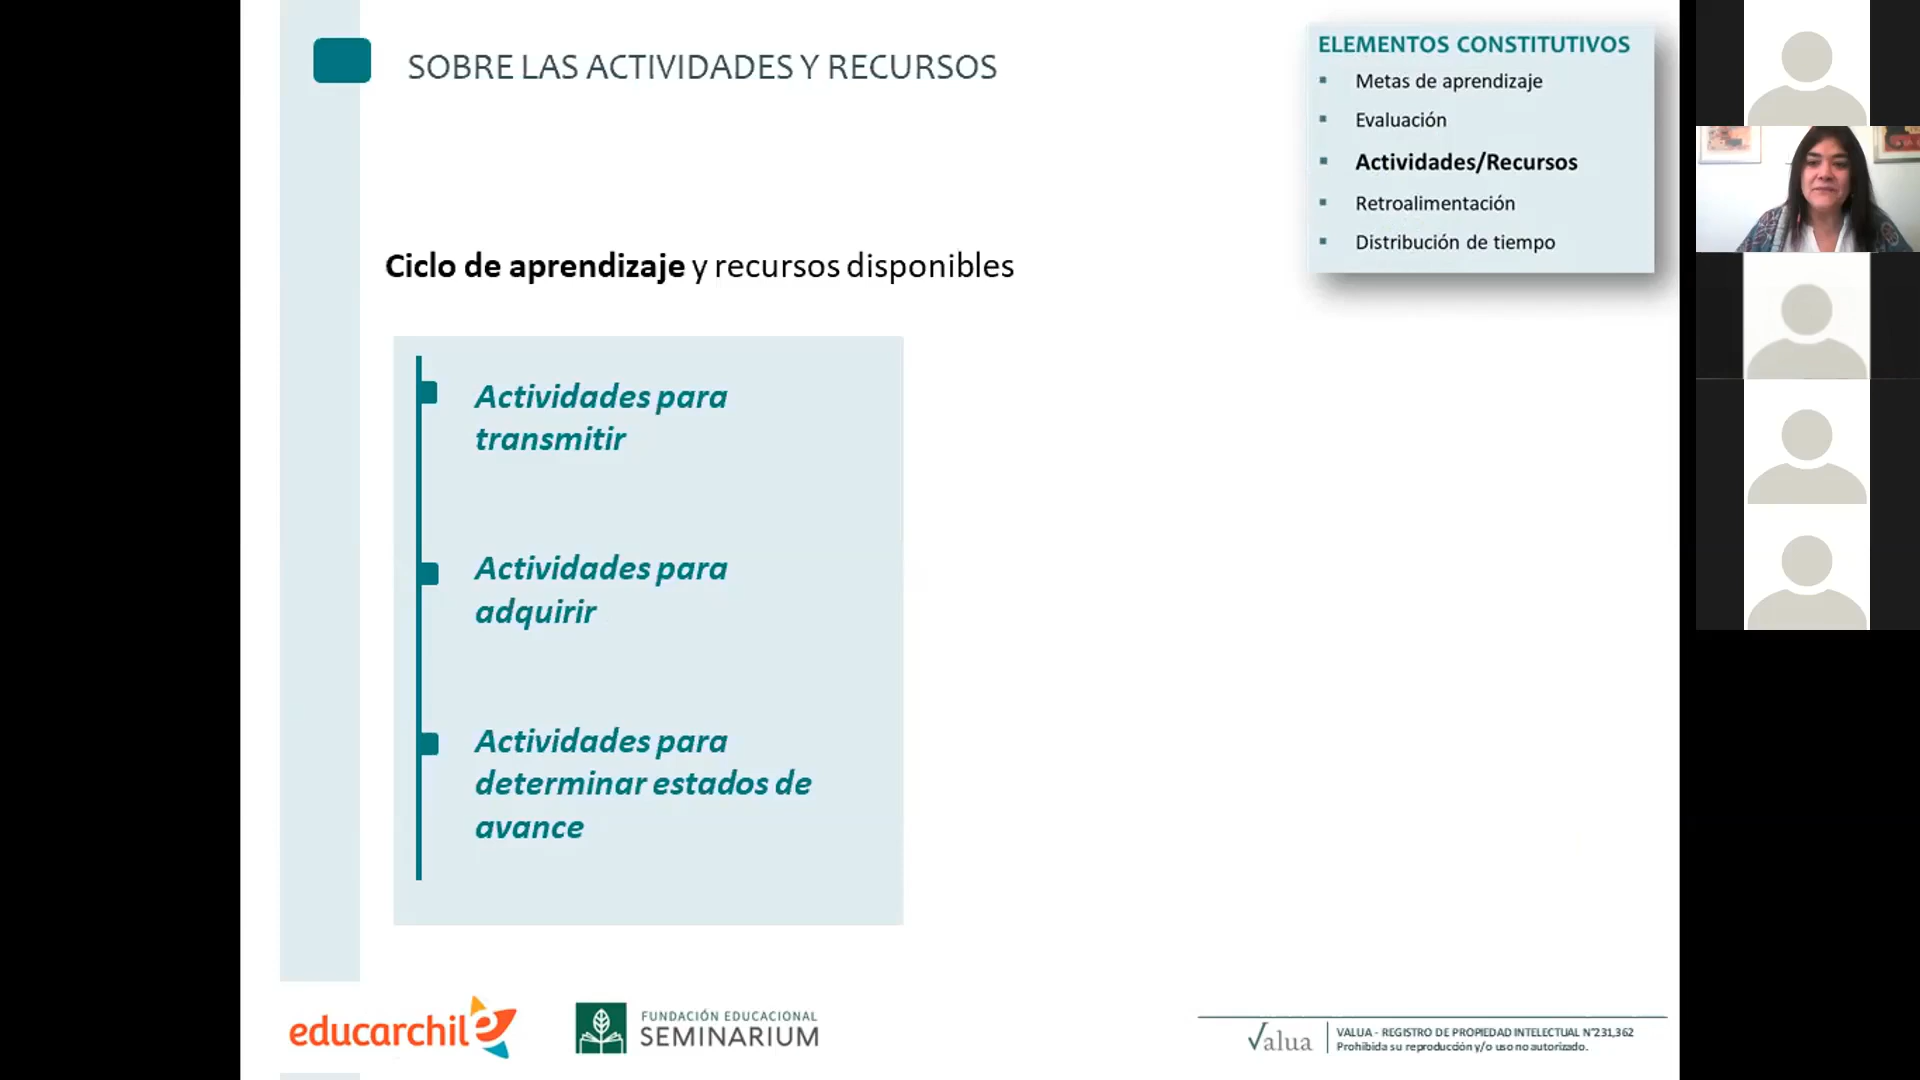 SOBRE LAS ACTIVIDADES Y RECURSOS
ELEMENTOS CONSTITUTIVOS
Metas de aprendizaje
Evaluación
Actividades/Recursos
Retroalimentación
Distribución de tiempo
Ciclo de aprendizaje y recursos disponibles
Actividades para
transmitir
Actividades para
adquirir
Actividades para
determinar estados de
avance
educarchile
FUNDACIÓN EDUCACIONAL
SEMINARIUM
Valua
VALUA - REGISTRO DE PROPIEDAD INTELECTUAL N°231,362
Prohibida su reproducción y/o uso no autorizado.